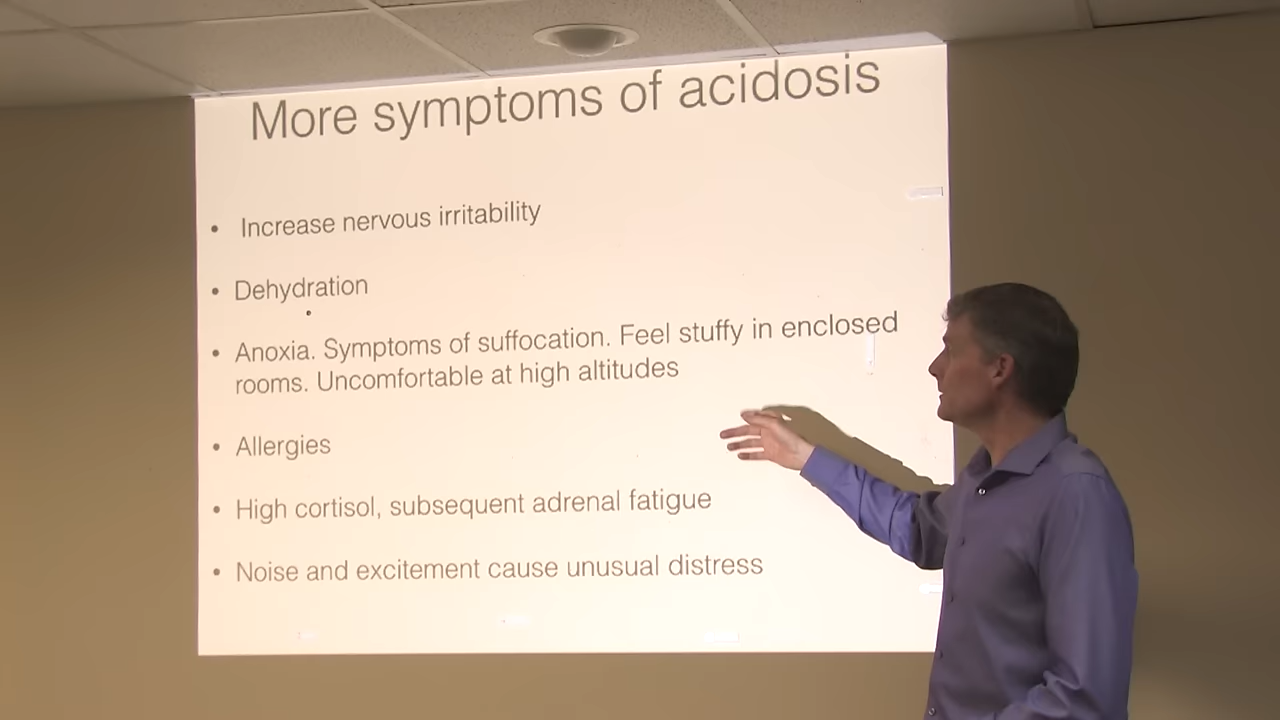 More symptoms of acidosis
• Increase nervous irritability
• Dehydration
• Anoxia. Symptoms of suffocation. Feel stuffy in enclosed
rooms. Uncomfortable at high altitudes
• Allergies
• High cortisol, subsequent adrenal fatigue
• Noise and excitement cause unusual distress